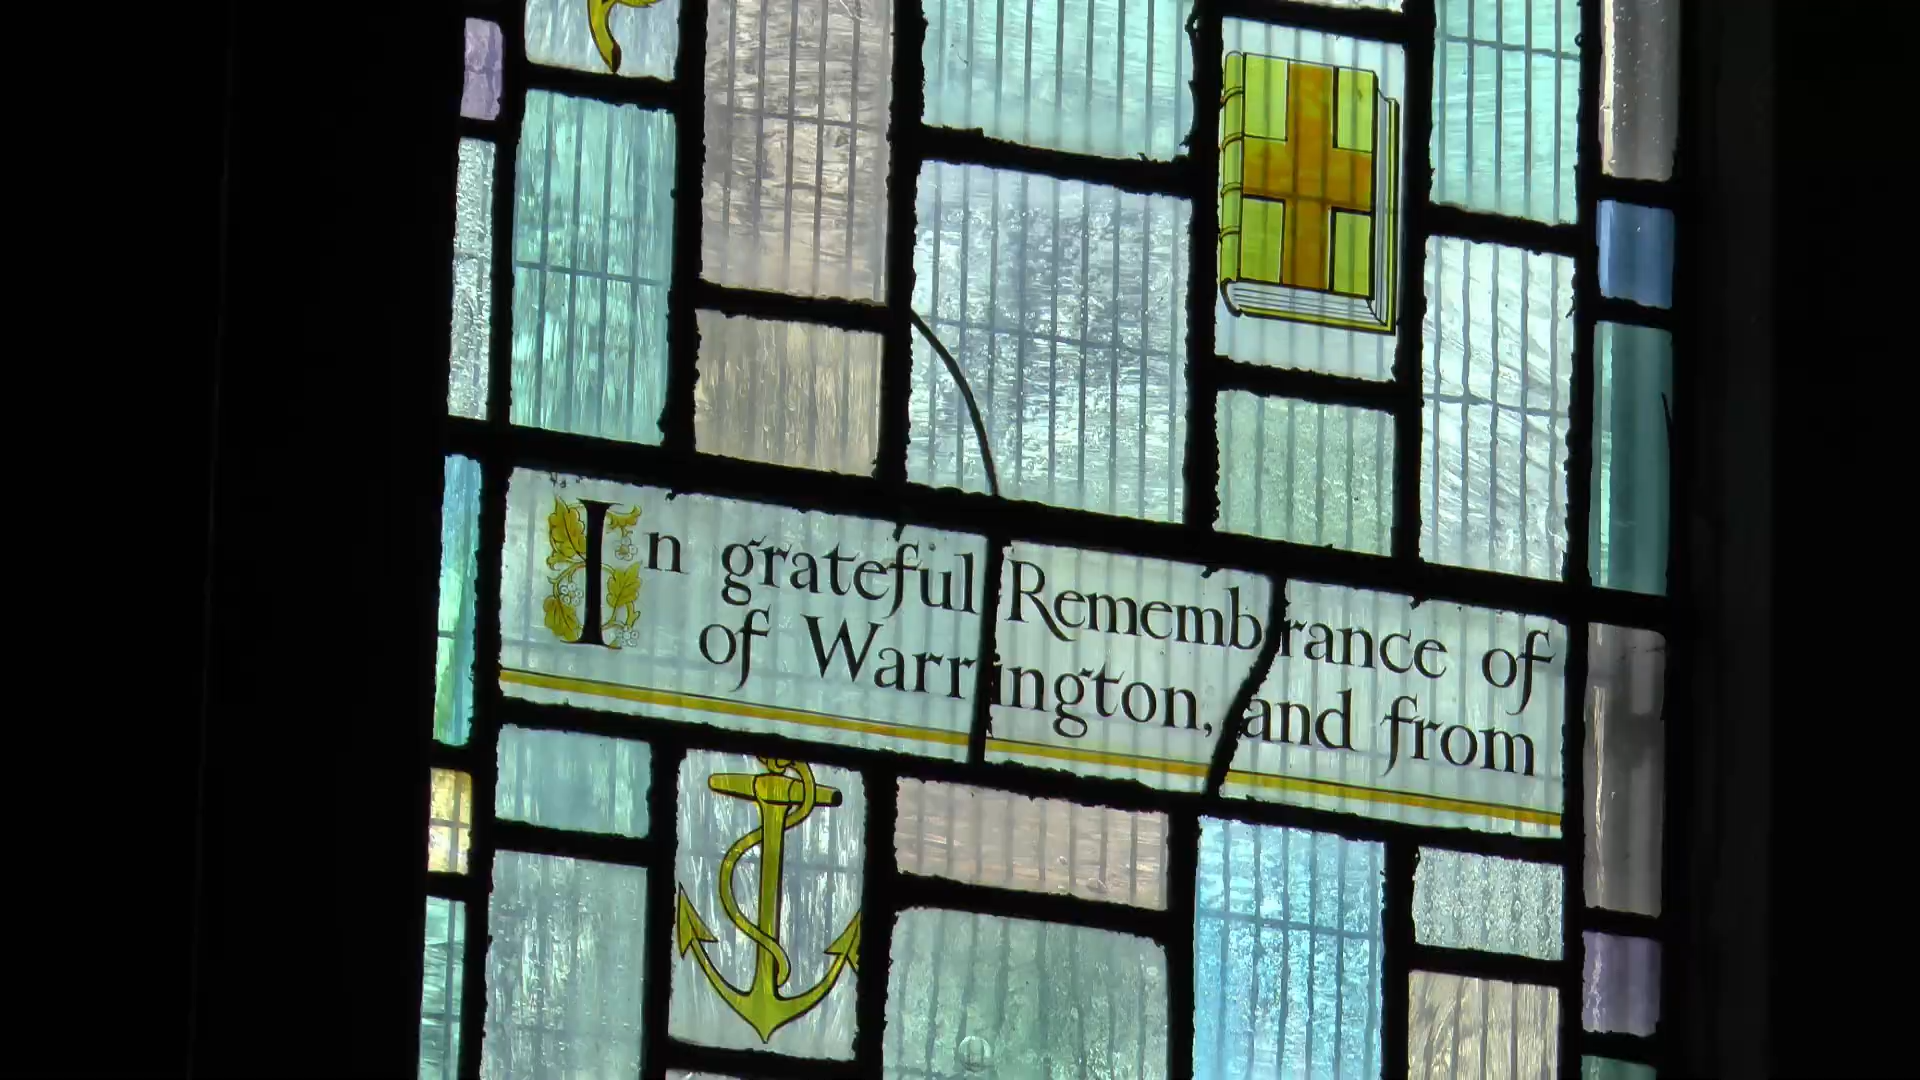 In grateful Remembrance of
of Warrington, and from